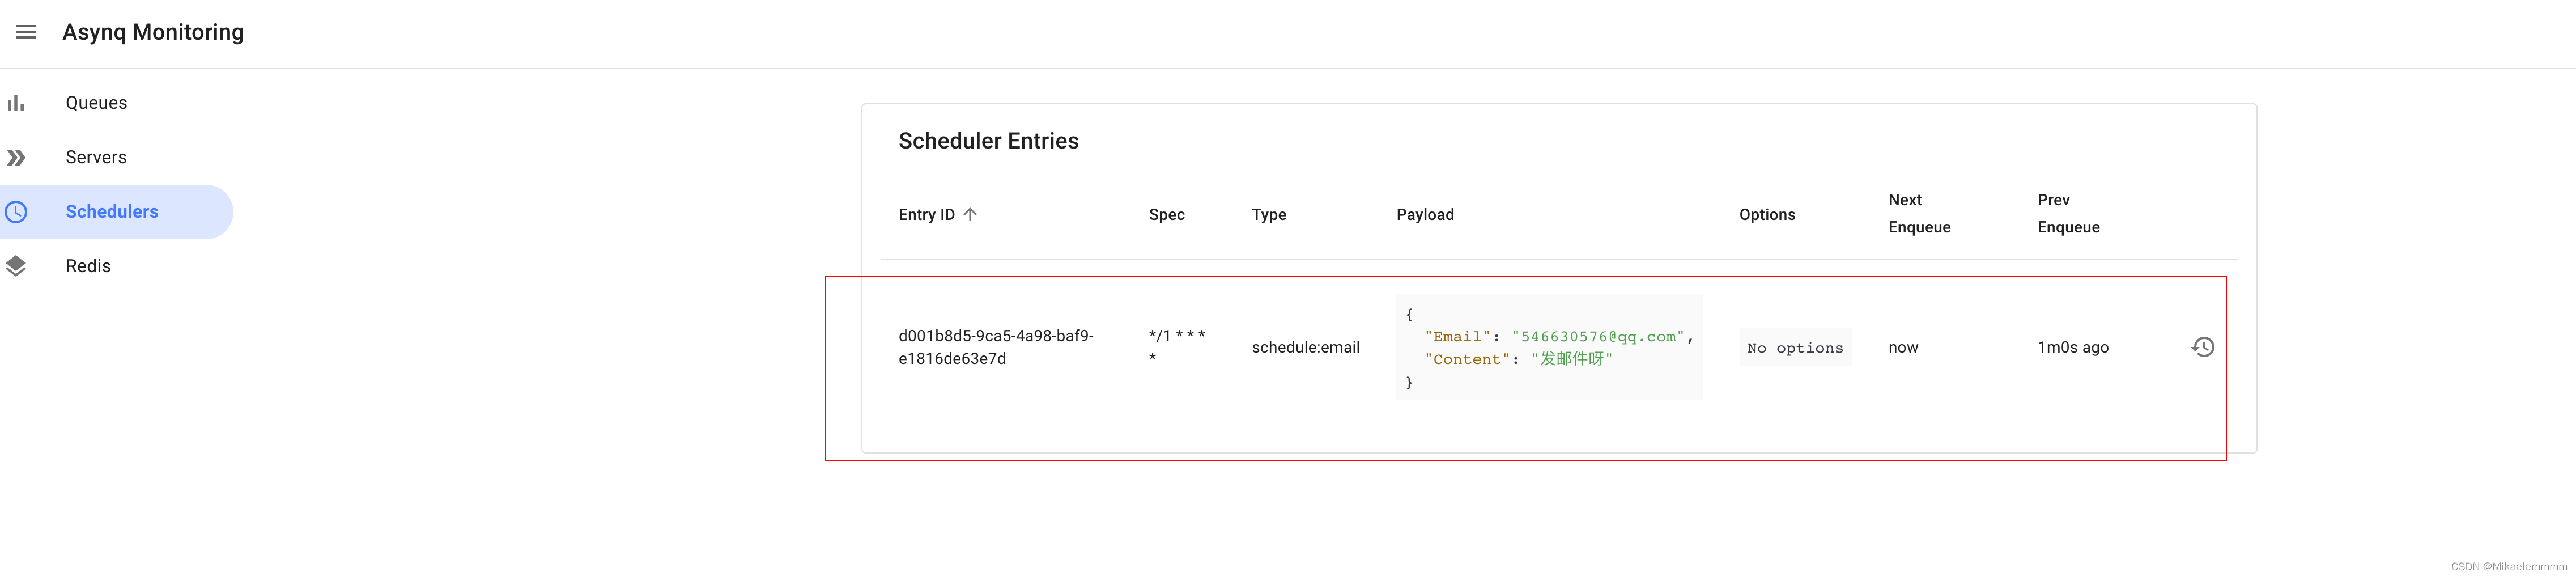 Asynq Monitoring
Queues
Servers
Schedulers
Redis
Scheduler Entries
Entry ID Spec Type Payload Options Next Enqueue Prev Enqueue
d001b8d5-9ca5-4a98-baf9-
e1816de63e7d
*/1 * * *
*
schedule:email
{
"Email": "546630576@qq.com",
"Content": "发邮件呀"
}
No options
now
1m0s ago
CSDN @Mikaelemmmm